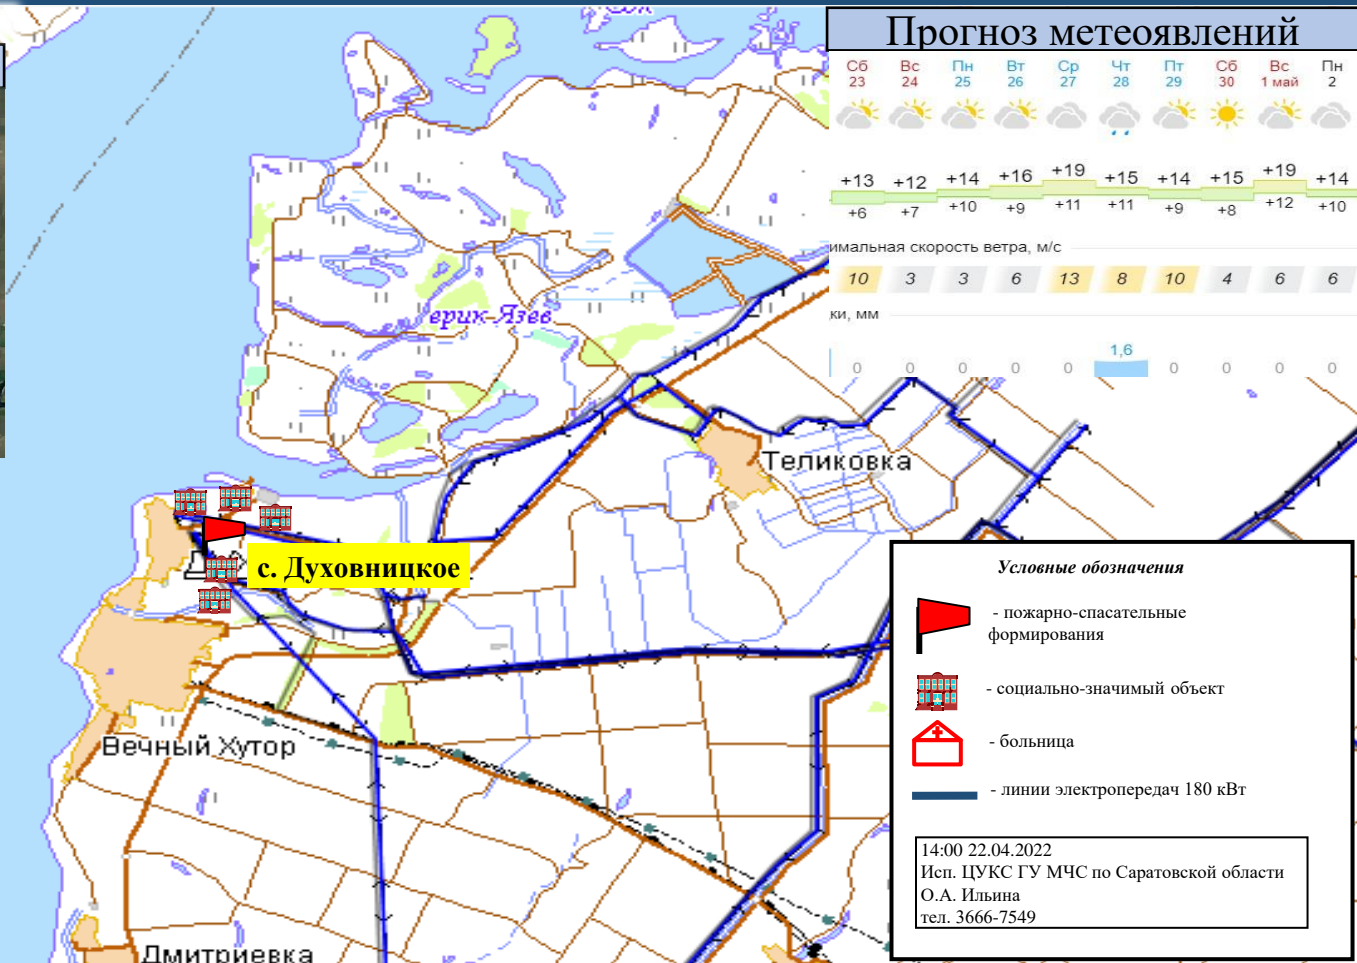 Прогноз метеоявлений
Сб Вс Пн Вт Ср Чт Пт Сб Вс Пн
23 24 25 26 27 28 29 30 1 май 2
+13 +12 +14 +16 +19 +15 +14 +15 +19 +14
+6 +7 +10 +9 +11 +11 +9 +8 +12 +10
имальная скорость ветра, м/с
10 3 3 6 13 8 10 4 6 6
ки, мм
0 0 0 0 0 1,6 0 0 0 0
ерик Язев
Теликовка
с. Духовницкое
Вечный Хутор
Дмитриевка
Условные обозначения
- пожарно-спасательные
формирования
- социально-значимый объект
- больница
- линии электропередач 180 кВт
14:00 22.04.2022
Исп. ЦУКС ГУ МЧС по Саратовской области
О.А. Ильина
тел. 3666-7549